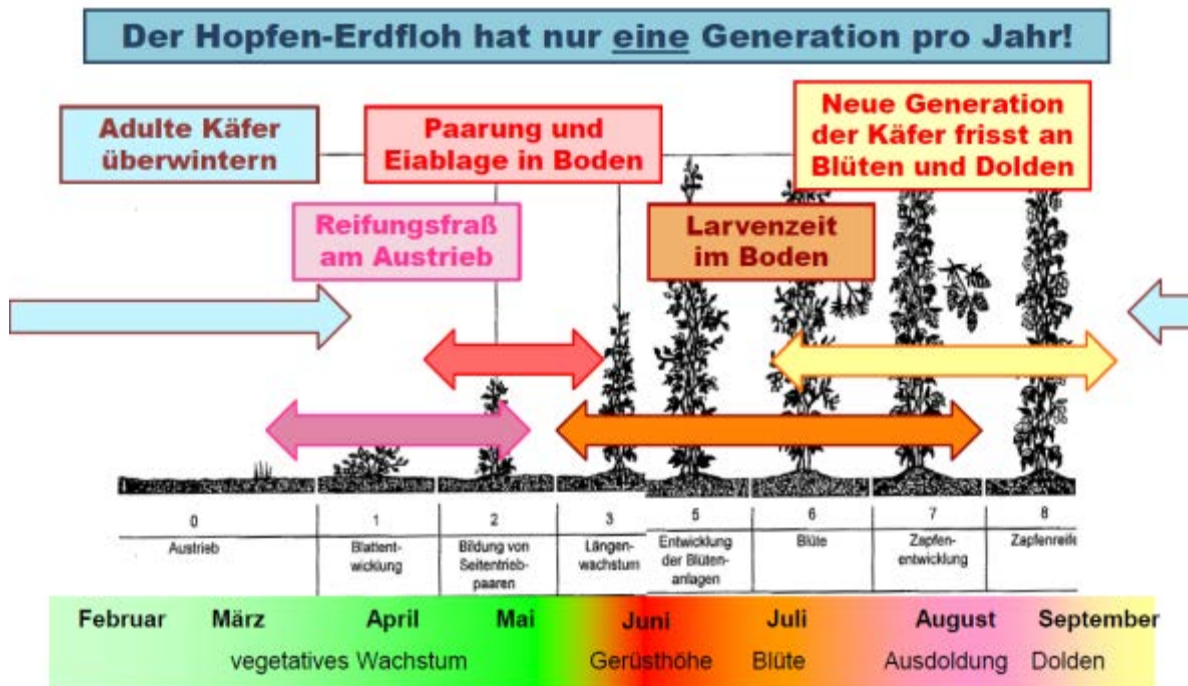 Der Hopfen-Erdfloh hat nur eine Generation pro Jahr!
Adulte Käfer
überwintern
Paarung und
Eiablage in Boden
Neue Generation
der Käfer frisst an
Blüten und Dolden
Reifungsfraß
am Austrieb
Larvenzeit
im Boden
0
1
2
3
5
6
7
8
Austrieb
Blattent-
wicklung
Bildung von
Seitentrieb-
paaren
Längen-
wachstum
Entwicklung
der Blüten-
anlagen
Blüte
Zapfen-
entwicklung
Zapfenreife
Februar März April Mai Juni Juli August September
vegetatives Wachstum Gerüsthöhe Blüte Ausdoldung Dolden